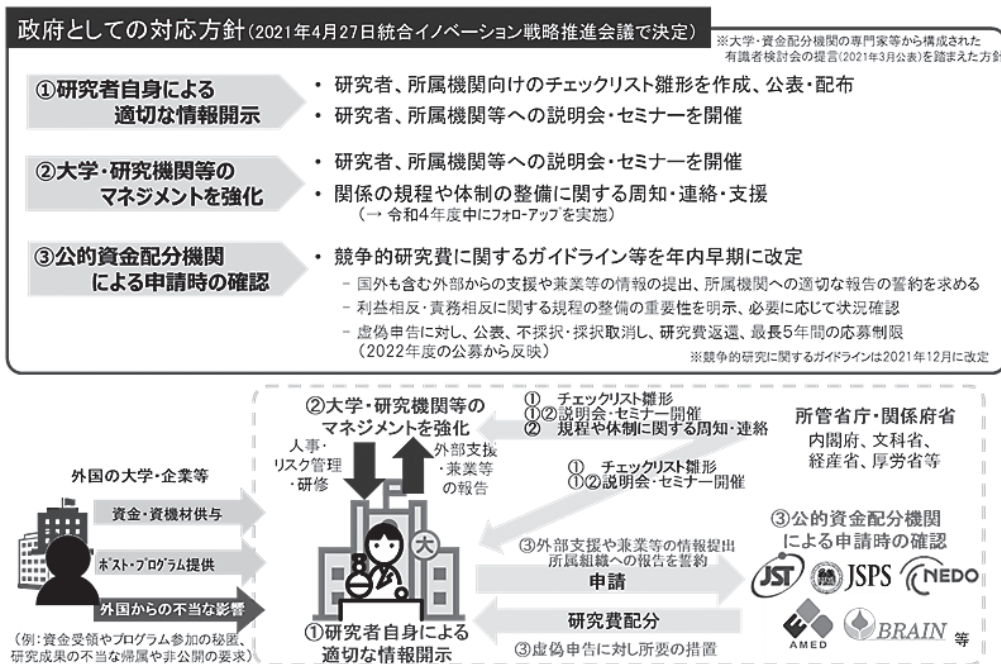 政府としての対応方針(2021年4月27日統合イノベーション戦略推進会議で決定)
※大学・資金配分機関の専門家等から構成された
有識者検討会の提言(2021年3月公表)を踏まえた方針
①研究者自身による
適切な情報開示
・ 研究者、所属機関向けのチェックリスト雛形を作成、公表・配布
・ 研究者、所属機関等への説明会・セミナーを開催
②大学・研究機関等の
マネジメントを強化
・ 研究者、所属機関等への説明会・セミナーを開催
・ 関係の規程や体制の整備に関する周知・連絡・支援
(→ 令和4年度中にフォローアップを実施)
③公的資金配分機関
による申請時の確認
・ 競争的研究費に関するガイドライン等を年内早期に改定
− 国外も含む外部からの支援や兼業等の情報の提出、所属機関への適切な報告の誓約を求める
− 利益相反・責務相反に関する規程の整備の重要性を明示、必要に応じて状況確認
− 虚偽申告に対し、公表、不採択・採択取消し、研究費返還、最長5年間の応募制限
(2022年度の公募から反映)
※競争的研究に関するガイドラインは2021年12月に改定
②大学・研究機関等の
マネジメントを強化
① チェックリスト雛形
①②説明会・セミナー開催
② 規程や体制に関する周知・連絡
所管省庁・関係府省
内閣府、文科省、
経産省、厚労省等
人事・
リスク管理
・研修
外部支援
・兼業等
の報告
① チェックリスト雛形
①②説明会・セミナー開催
外国の大学・企業等
資金・資機材供与
ポスト・プログラム提供
外国からの不当な影響
(例:資金受領やプログラム参加の秘匿、
研究成果の不当な帰属や非公開の要求)
大
①研究者自身による
適切な情報開示
③外部支援や兼業等の情報提出
所属組織への報告を誓約
申請
研究費配分
③虚偽申告に対し所要の措置
③公的資金配分機関
による申請時の確認
JST JSPS NEDO
AMED BRAIN 等